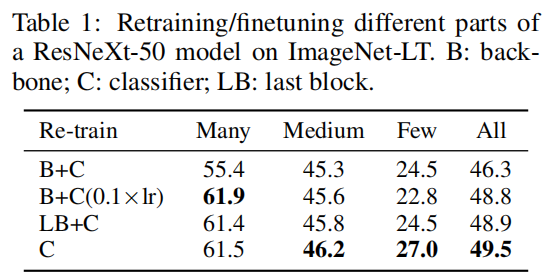 Table 1: Retraining/finetuning different parts of
a ResNeXt-50 model on ImageNet-LT. B: back-
bone; C: classifier; LB: last block.
Re-train Many Medium Few All
B+C 55.4 45.3 24.5 46.3
B+C(0.1×lr) 61.9 45.6 22.8 48.8
LB+C 61.4 45.8 24.5 48.9
C 61.5 46.2 27.0 49.5